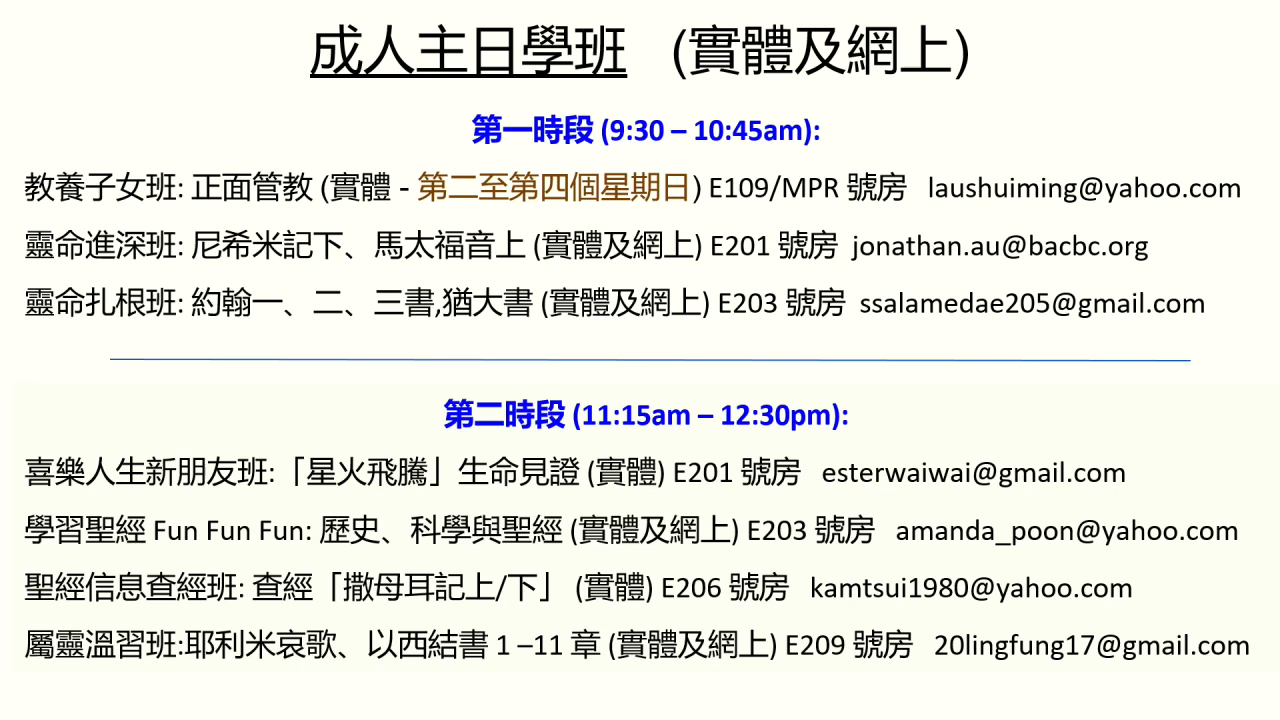 成人主日學班 (實體及網上)
第一時段 (9:30 – 10:45am):
教養子女班: 正面管教 (實體 - 第二至第四個星期日) E109/MPR 號房 laushuiming@yahoo.com
靈命進深班: 尼希米記下、馬太福音上 (實體及網上) E201 號房 jonathan.au@bacbc.org
靈命扎根班: 約翰一、二、三書,猶大書 (實體及網上) E203 號房 ssalamedae205@gmail.com
第二時段 (11:15am – 12:30pm):
喜樂人生新朋友班:「星火飛騰」生命見證 (實體) E201 號房 esterwaiwai@gmail.com
學習聖經 Fun Fun Fun: 歷史、科學與聖經 (實體及網上) E203 號房 amanda_poon@yahoo.com
聖經信息查經班: 查經「撒母耳記上/下」 (實體) E206 號房 kamtsui1980@yahoo.com
屬靈溫習班:耶利米哀歌、以西結書 1 –11 章 (實體及網上) E209 號房 20lingfung17@gmail.com